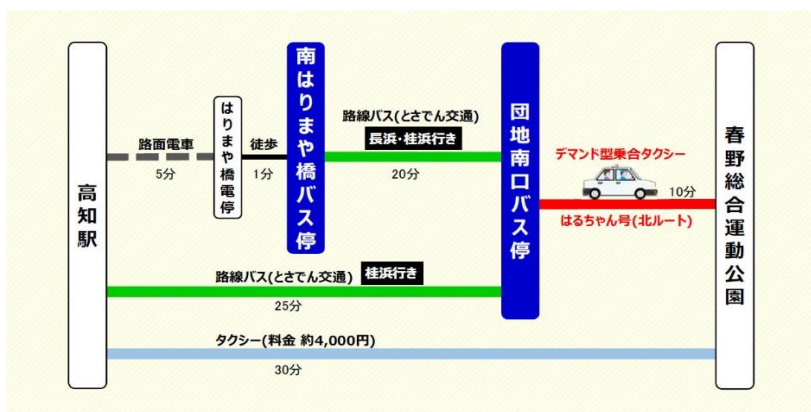 高知駅
路面電車
5分
はりまや橋電停
徒歩
1分
南はりまや橋バス停
路線バス(とさでん交通)
長浜・桂浜行き
20分
団地南口バス停
デマンド型乗合タクシー
10分
はるちゃん号(北ルート)
春野総合運動公園
路線バス(とさでん交通)
桂浜行き
25分
タクシー(料金 約4,000円)
30分